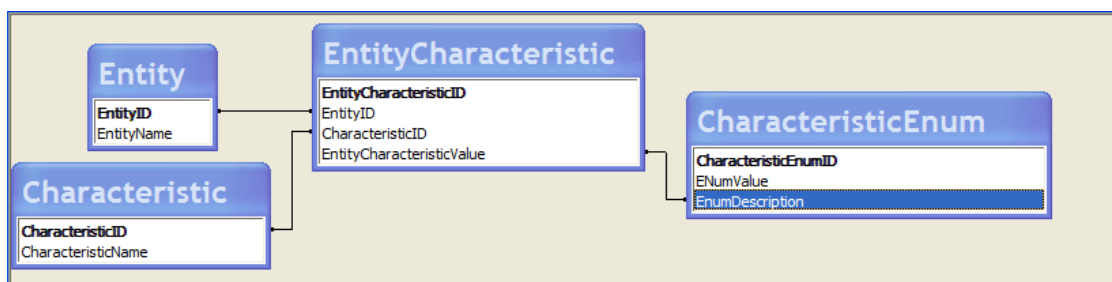 Entity
EntityID
EntityName
Characteristic
CharacteristicID
CharacteristicName
EntityCharacteristic
EntityCharacteristicID
EntityID
CharacteristicID
EntityCharacteristicValue
CharacteristicEnum
CharacteristicEnumID
ENumValue
EnumDescription